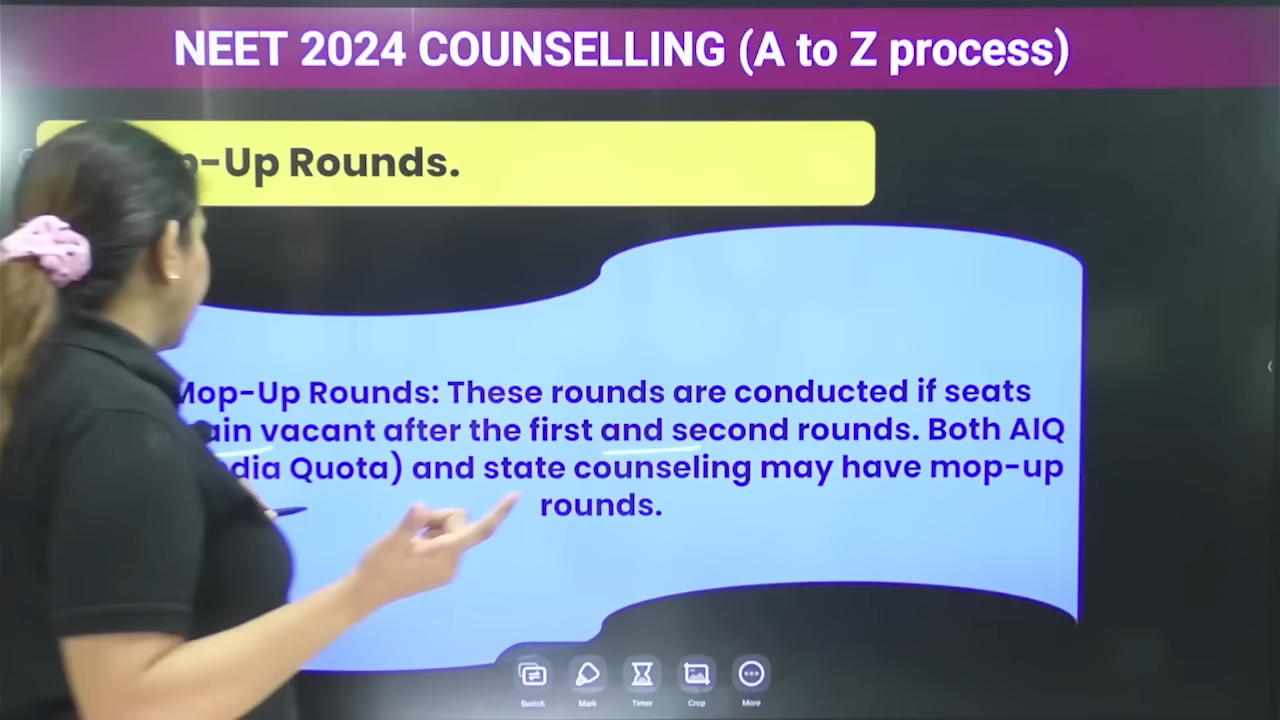 NEET 2024 COUNSELLING (A to Z process)
p-Up Rounds.
Mop-Up Rounds: These rounds are conducted if seats
ain vacant after the first and second rounds. Both AIQ
dia Quota) and state counseling may have mop-up
rounds.
Switch Mark Timer Crop More